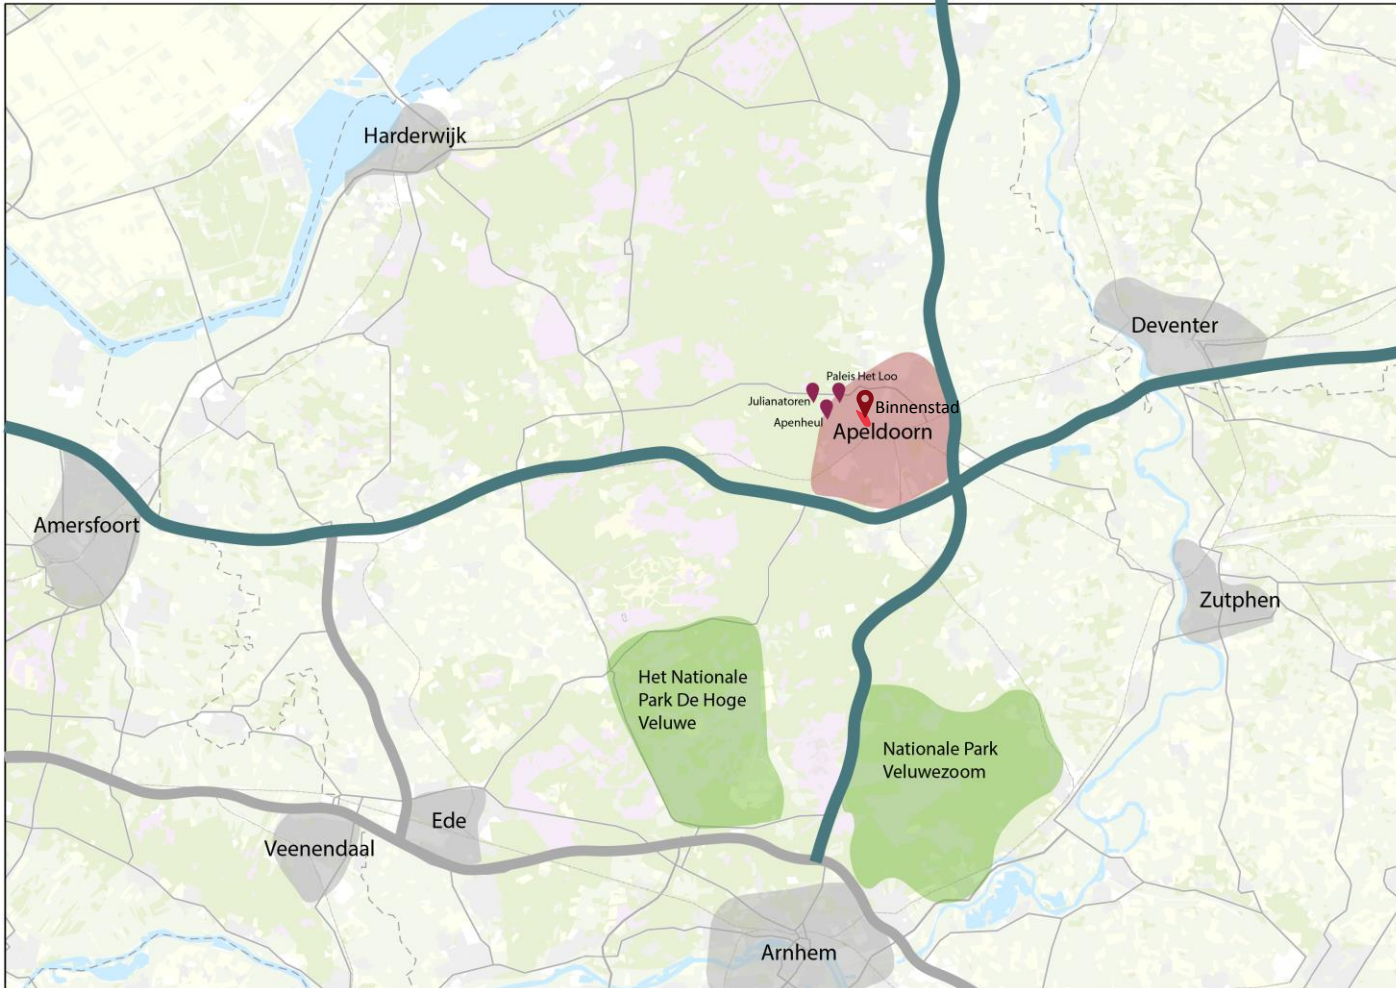 Harderwijk
Deventer
Paleis Het Loo
Julianatoren
Binnenstad
Apenheul
Apeldoorn
Amersfoort
Zutphen
Het Nationale
Park De Hoge
Veluwe
Nationale Park
Veluwezoom
Ede
Veenendaal
Arnhem